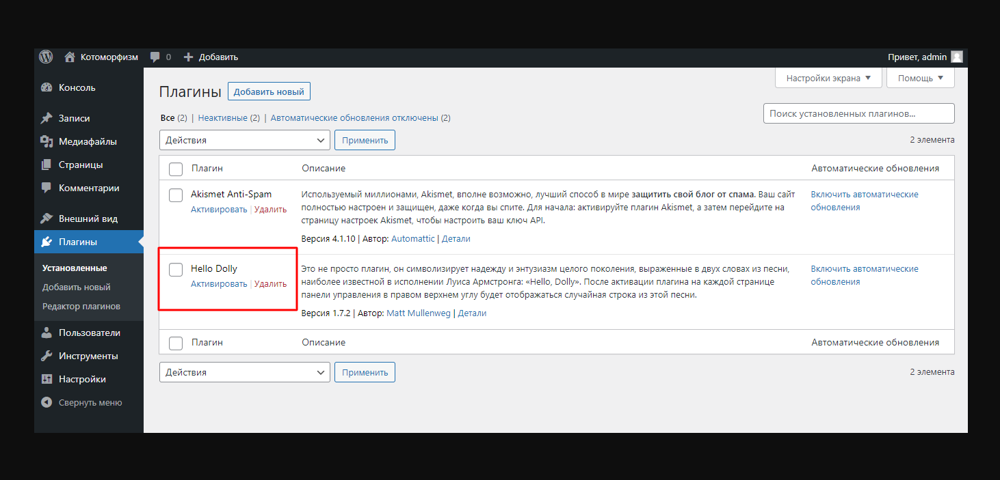 Котоморфизм 0 Добавить Привет, admin
Настройки экрана Помощь
Консоль
Записи
Медиафайлы
Страницы
Комментарии
Внешний вид
Плагины
Установленные
Добавить новый
Редактор плагинов
Пользователи
Инструменты
Настройки
Свернуть меню
Плагины Добавить новый
Все (2) | Неактивные (2) | Автоматические обновления отключены (2)
Поиск установленных плагинов...
Действия Применить 2 элемента
Плагин Описание Автоматические обновления
Akismet Anti-Spam
Активировать | Удалить
Используемый миллионами, Akismet, вполне возможно, лучший способ в мире защитить свой блог от спама. Ваш сайт
полностью настроен и защищен, даже когда вы спите. Для начала: активируйте плагин Akismet, а затем перейдите на
страницу настроек Akismet, чтобы настроить ваш ключ API.
Версия 4.1.10 | Автор: Automattic | Детали
Включить автоматические
обновления
Hello Dolly
Активировать | Удалить
Это не просто плагин, он символизирует надежду и энтузиазм целого поколения, выраженные в двух словах из песни,
наиболее известной в исполнении Луиса Армстронга: «Hello, Dolly». После активации плагина на каждой странице
панели управления в правом верхнем углу будет отображаться случайная строка из этой песни.
Версия 1.7.2 | Автор: Matt Mullenweg | Детали
Включить автоматические
обновления
Плагин Описание Автоматические обновления
Действия Применить 2 элемента